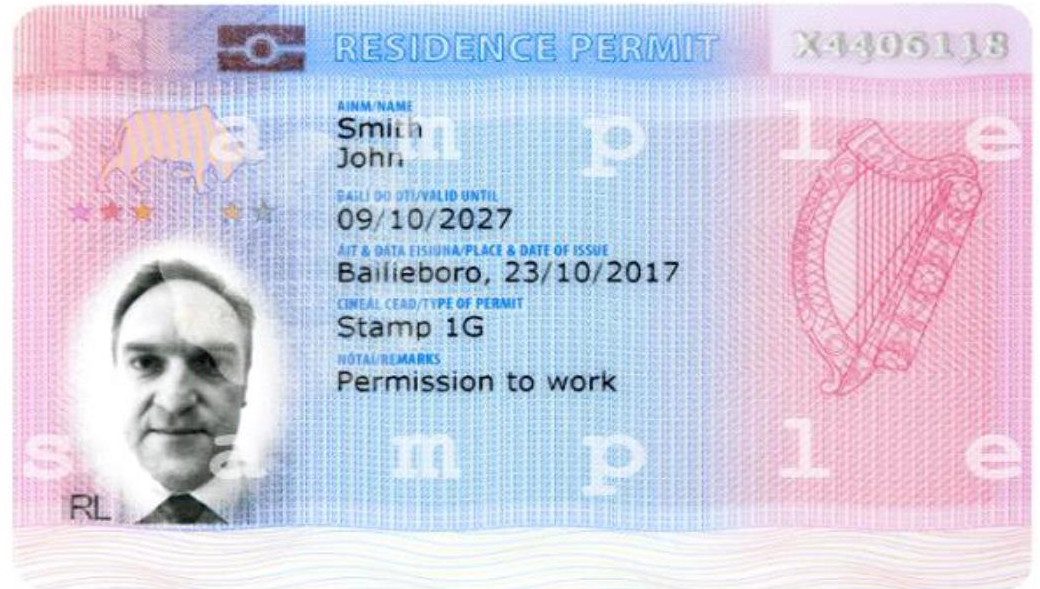 IRL RESIDENCE PERMIT X4406118
AINM/NAME
Smith
John
BAILÍ GO DTÍ/VALID UNTIL
09/10/2027
ÁIT & DATA EISIÚNA/PLACE & DATE OF ISSUE
Bailieboro, 23/10/2017
CINEÁL CEAD/TYPE OF PERMIT
Stamp 1G
NÓTAÍ/REMARKS
Permission to work
sample
sample
RL